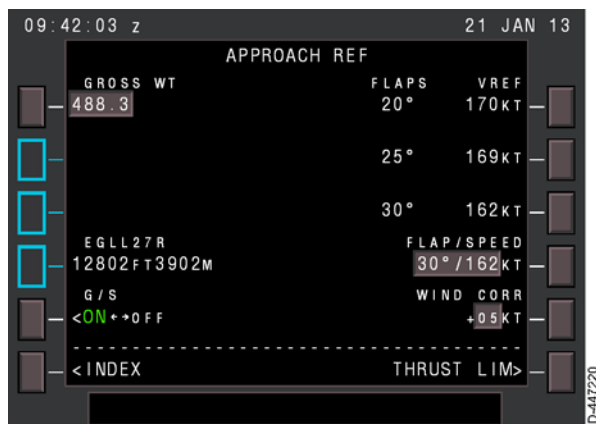 09:42:03 z 21 JAN 13
APPROACH REF
GROSS WT FLAPS VREF
488.3 20° 170KT
25° 169KT
30° 162KT
EGLL27R FLAP/SPEED
12802FT3902M 30°/162KT
G/S WIND CORR
<ON←→OFF +05KT
--------------------------------
<INDEX THRUST LIM>
D-447220